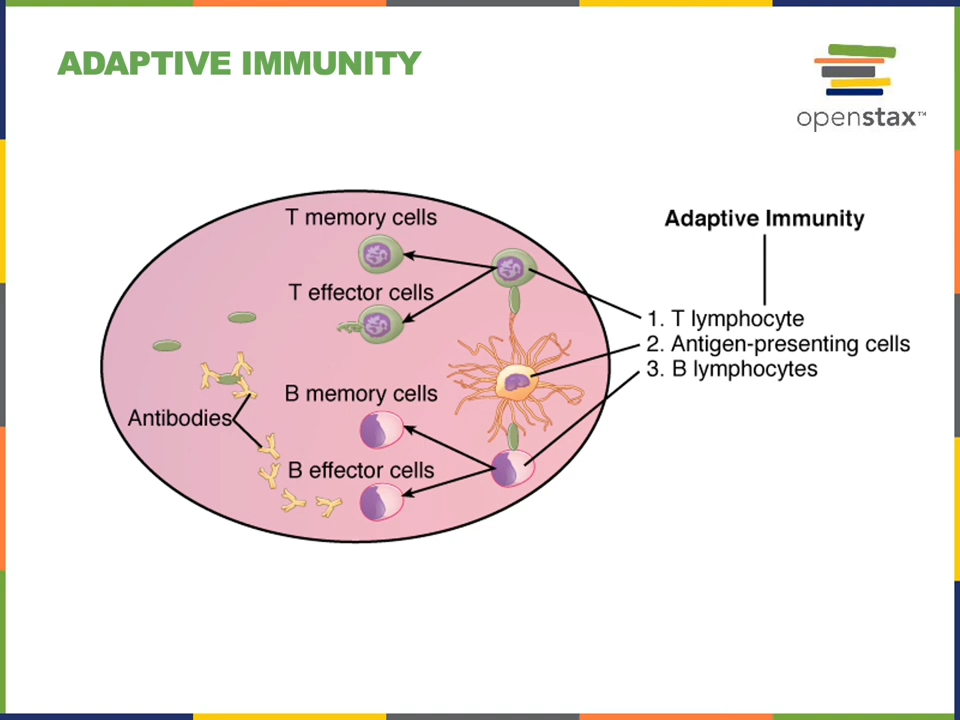 ADAPTIVE IMMUNITY
openstax™
T memory cells
Adaptive Immunity
T effector cells
1. T lymphocyte
2. Antigen-presenting cells
3. B lymphocytes
B memory cells
Antibodies
B effector cells